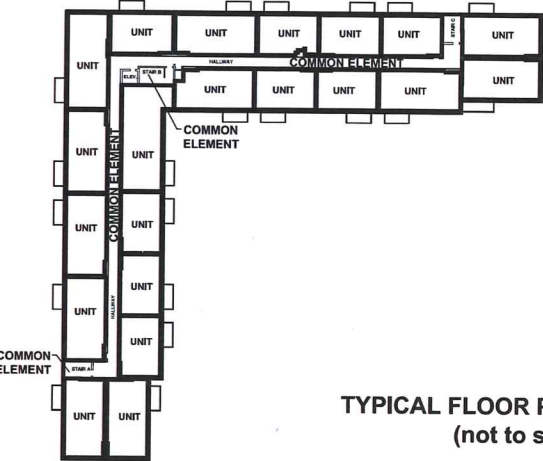 STAIR C
UNIT
UNIT
UNIT
UNIT
UNIT
UNIT
UNIT
HALLWAY
COMMON ELEMENT
ELEV.
STAIR B
UNIT
UNIT
UNIT
UNIT
UNIT
COMMON
ELEMENT
UNIT
UNIT
COMMON ELEMENT
UNIT
UNIT
UNIT
UNIT
HALLWAY
UNIT
COMMON
ELEMENT
STAIR A
UNIT
UNIT
TYPICAL FLOOR
(not to